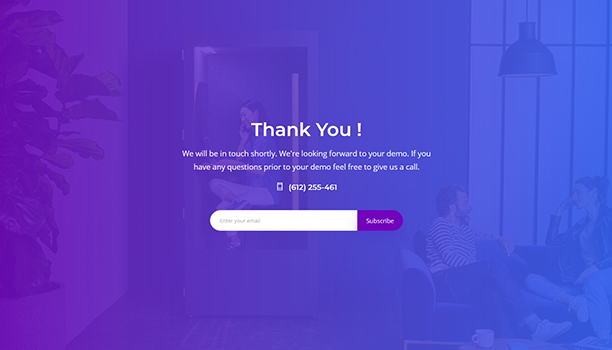 Thank You !
We will be in touch shortly. We're looking forward to your demo. If you
have any questions prior to your demo feel free to give us a call.
(612) 255-461
Enter your email
Subscribe